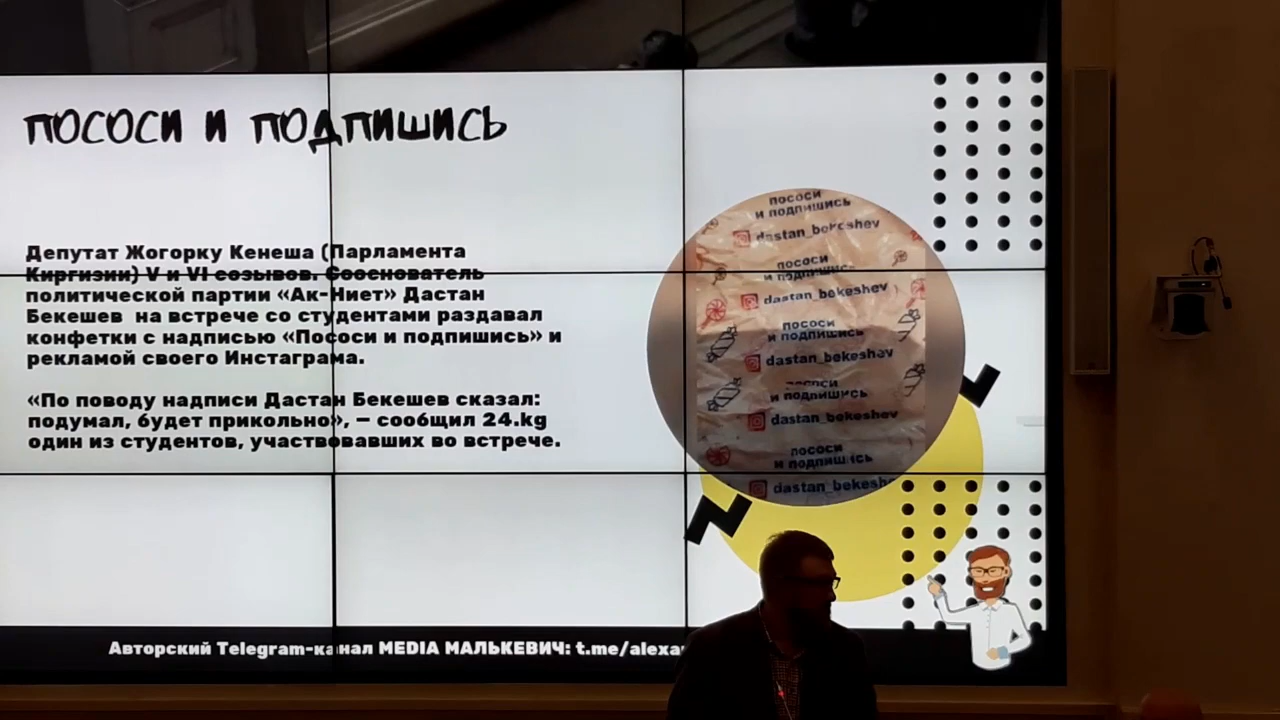 ПОСОСИ И ПОДПИШИСЬ
Депутат Жогорку Кенеша (Парламента
Киргизии) V и VI созывов. Сооснователь
политической партии «Ак-Ниет» Дастан
Бекешев на встрече со студентами раздавал
конфетки с надписью «Пососи и подпишись» и
рекламой своего Инстаграма.
«По поводу надписи Дастан Бекешев сказал:
подумал, будет прикольно», — сообщил 24.kg
один из студентов, участвовавших во встрече.
ПОСОСИ
И ПОДПИШИСЬ
dastan_bekeshev
ПОСОСИ
И ПОДПИШИСЬ
dastan_bekeshev
ПОСОСИ
И ПОДПИШИСЬ
dastan_bekeshev
ПОСОСИ
И ПОДПИШИСЬ
dastan_bekeshev
ПОСОСИ
И ПОДПИШИСЬ
dastan_bekeshe
Авторский Telegram-канал MEDIA МАЛЬКЕВИЧ: t.me/alexa